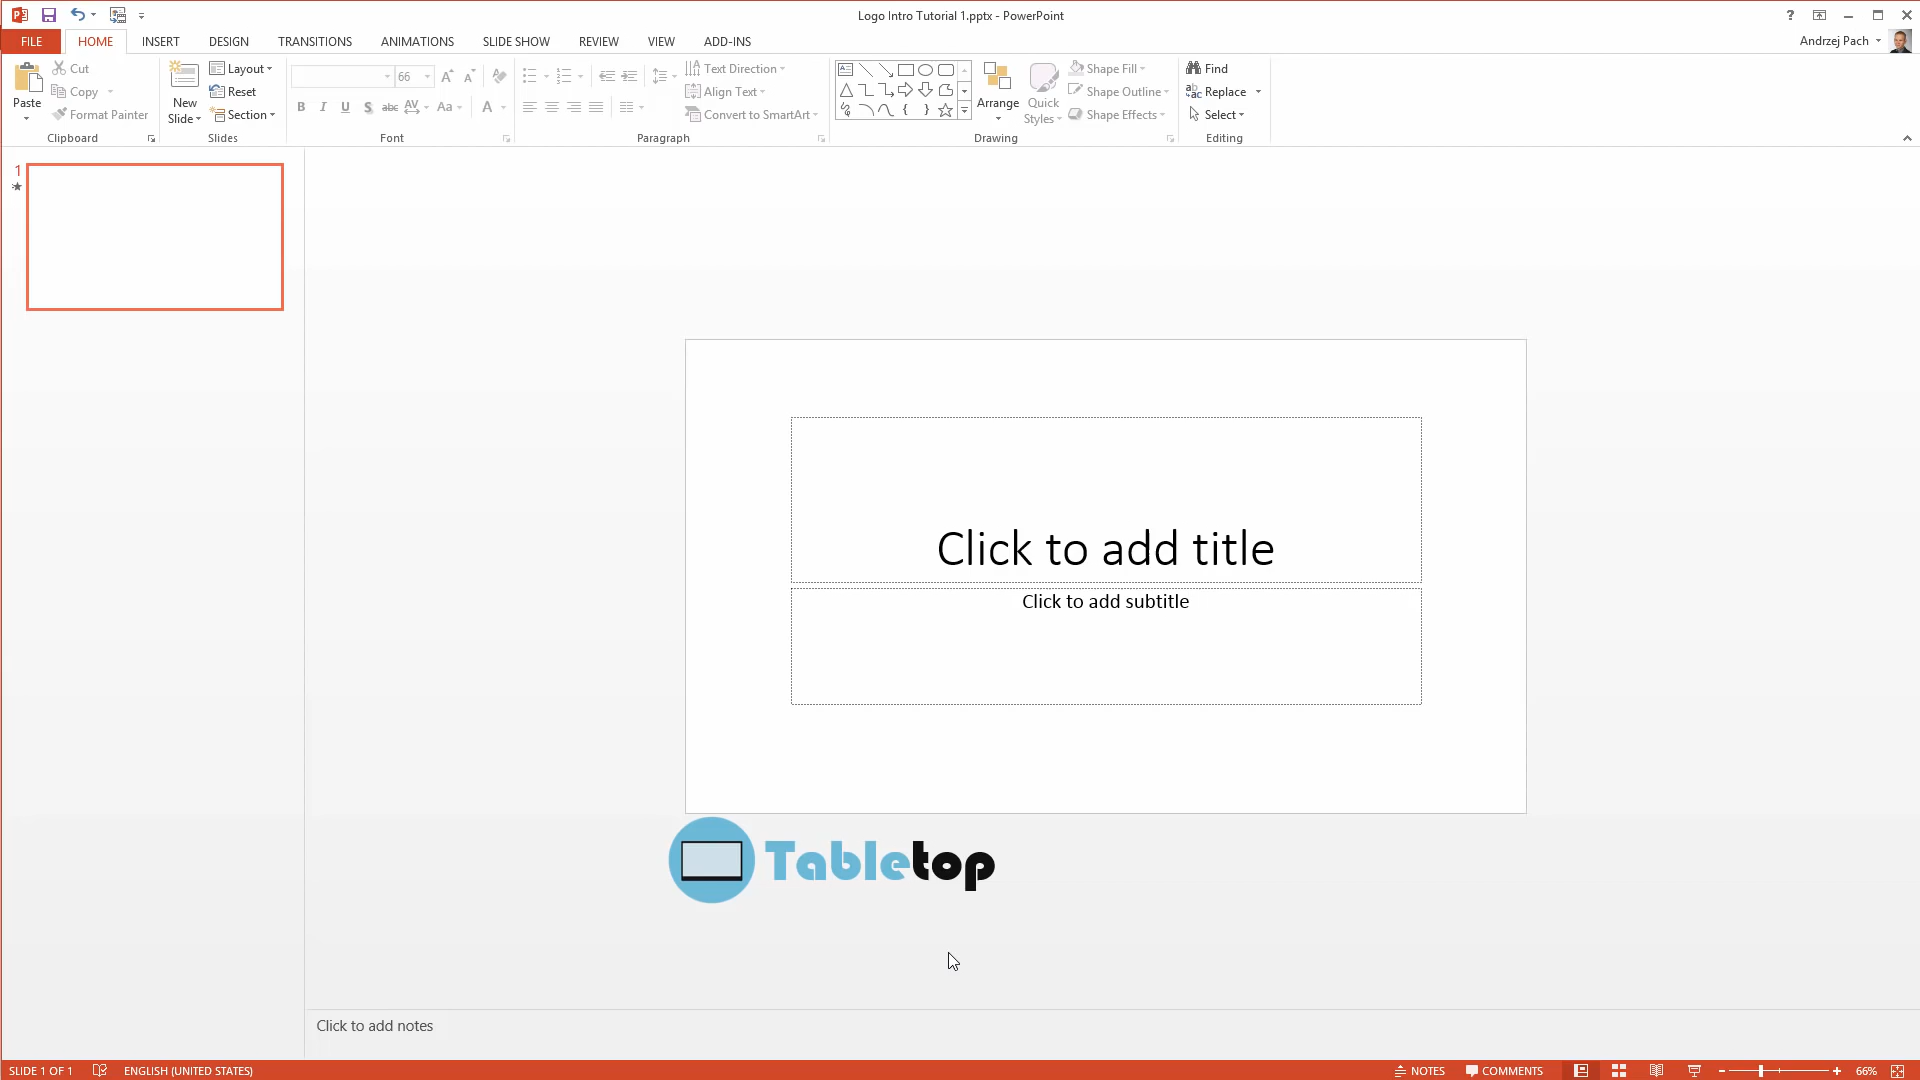 Logo Intro Tutorial 1.pptx - PowerPoint
?
FILE HOME INSERT DESIGN TRANSITIONS ANIMATIONS SLIDE SHOW REVIEW VIEW ADD-INS
Andrzej Pach
Paste
Cut
Copy
Format Painter
Clipboard
New
Slide
Layout
Reset
Section
Slides
66
B I U S abc AV Aa A
Font
Text Direction
Align Text
Convert to SmartArt
Paragraph
Arrange
Quick
Styles
Shape Fill
Shape Outline
Shape Effects
Drawing
Find
Replace
Select
Editing
1
Click to add title
Click to add subtitle
Tabletop
Click to add notes
SLIDE 1 OF 1 ENGLISH (UNITED STATES) NOTES COMMENTS 66%